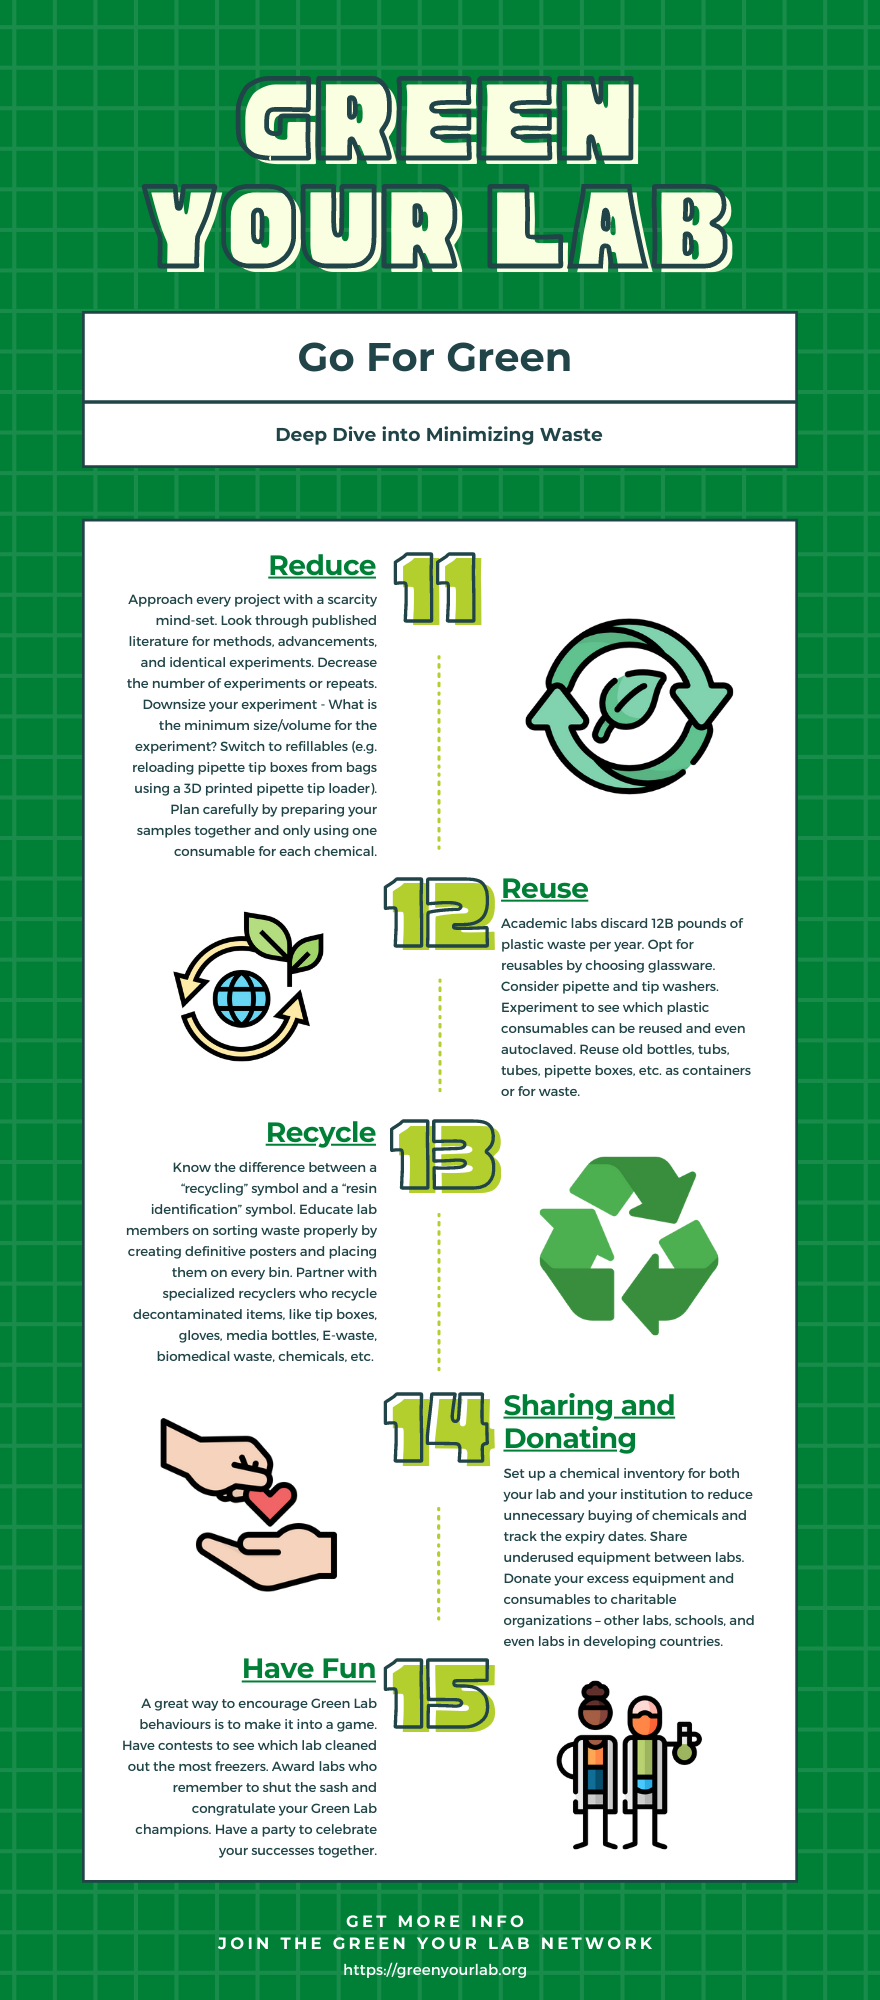 GREEN
YOUR LAB
Go For Green
Deep Dive into Minimizing Waste
11
Reduce
Approach every project with a scarcity
mind-set. Look through published
literature for methods, advancements,
and identical experiments. Decrease
the number of experiments or repeats.
Downsize your experiment - What is
the minimum size/volume for the
experiment? Switch to refillables (e.g.
reloading pipette tip boxes from bags
using a 3D printed pipette tip loader).
Plan carefully by preparing your
samples together and only using one
consumable for each chemical.
12
Reuse
Academic labs discard 12B pounds of
plastic waste per year. Opt for
reusables by choosing glassware.
Consider pipette and tip washers.
Experiment to see which plastic
consumables can be reused and even
autoclaved. Reuse old bottles, tubs,
tubes, pipette boxes, etc. as containers
or for waste.
13
Recycle
Know the difference between a
“recycling” symbol and a “resin
identification” symbol. Educate lab
members on sorting waste properly by
creating definitive posters and placing
them on every bin. Partner with
specialized recyclers who recycle
decontaminated items, like tip boxes,
gloves, media bottles, E-waste,
biomedical waste, chemicals, etc.
14
Sharing and
Donating
Set up a chemical inventory for both
your lab and your institution to reduce
unnecessary buying of chemicals and
track the expiry dates. Share
underused equipment between labs.
Donate your excess equipment and
consumables to charitable
organizations – other labs, schools, and
even labs in developing countries.
15
Have Fun
A great way to encourage Green Lab
behaviours is to make it into a game.
Have contests to see which lab cleaned
out the most freezers. Award labs who
remember to shut the sash and
congratulate your Green Lab
champions. Have a party to celebrate
your successes together.
GET MORE INFO
JOIN THE GREEN YOUR LAB NETWORK
https://greenyourlab.org